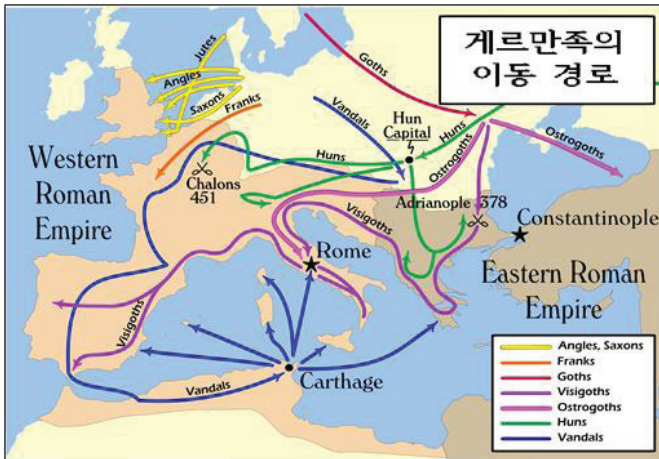 게르만족의
이동 경로
Jutes
Angles
Saxons
Franks
Goths
Vandals
Hun
Capital
Huns
Ostrogoths
Ostrogoths
Huns
Western
Roman
Empire
Chalons
451
Adrianople 378
Visigoths
Constantinople
Rome
Eastern Roman
Empire
Visigoths
Vandals
Carthage
Angles, Saxons
Franks
Goths
Visigoths
Ostrogoths
Huns
Vandals